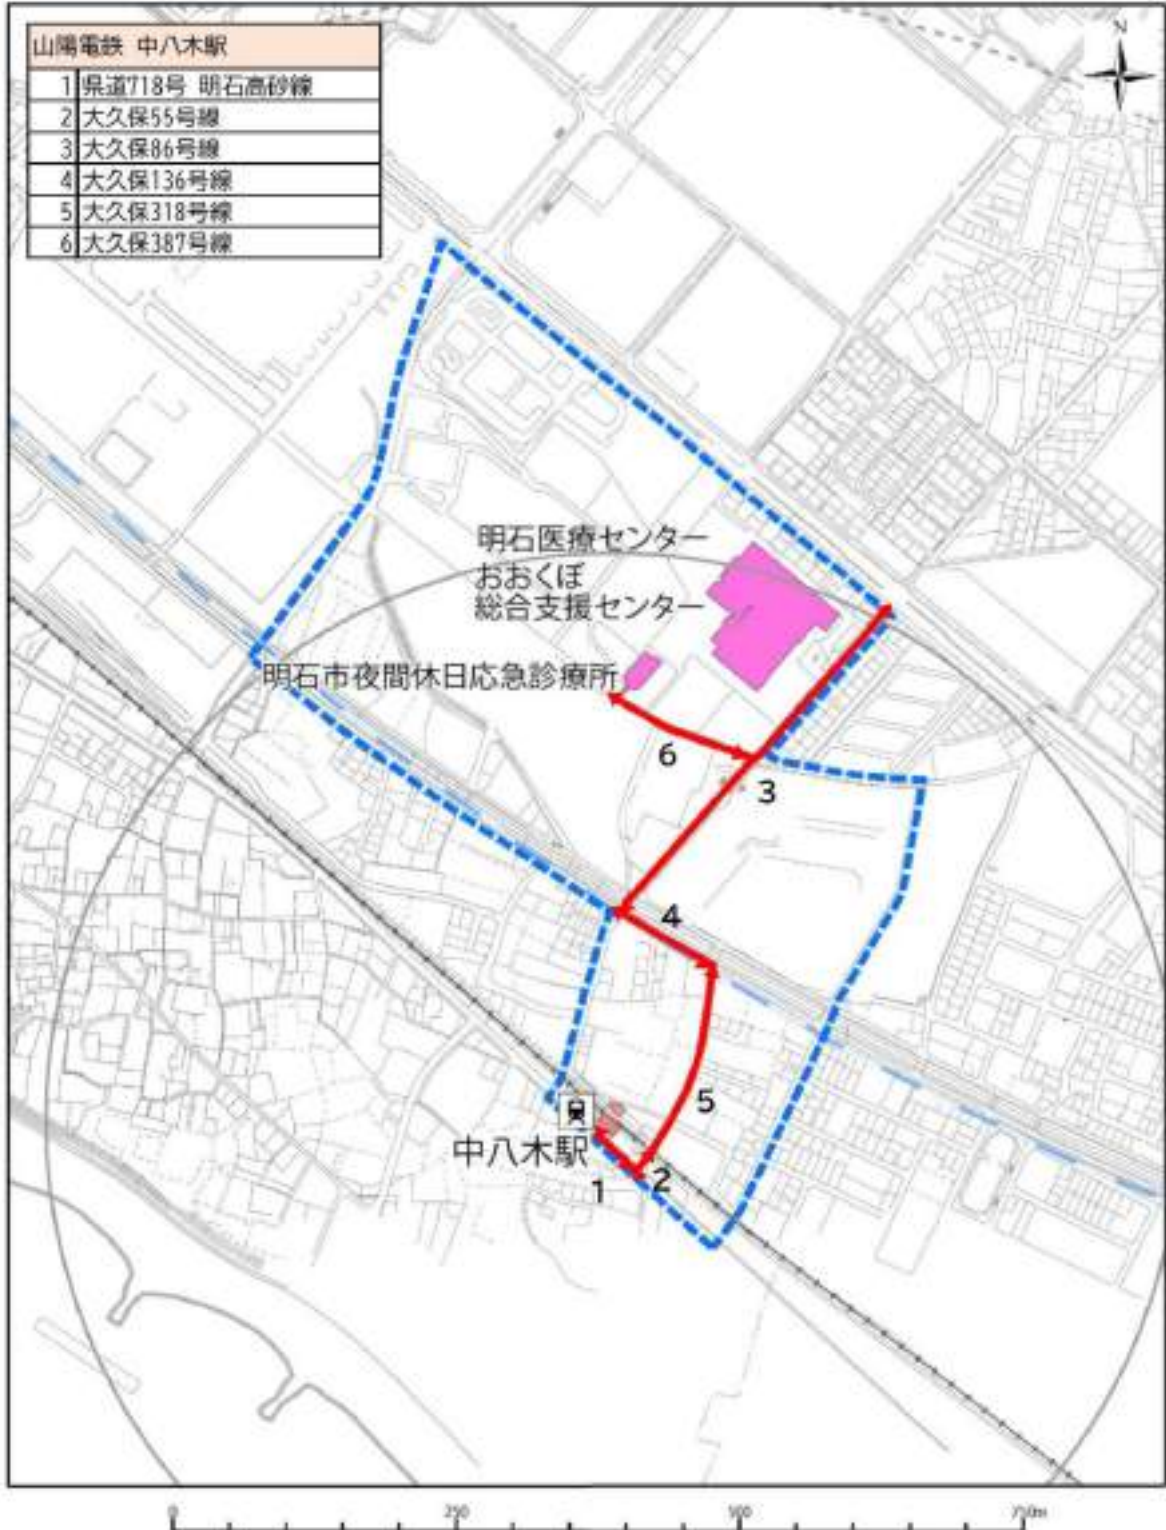 山陽電鉄 中八木駅
1 県道718号 明石高砂線
2 大久保55号線
3 大久保86号線
4 大久保136号線
5 大久保318号線
6 大久保387号線
N
明石医療センター
おおくぼ
総合支援センター
明石市夜間休日応急診療所
6
3
4
5
中八木駅
2
1
0 250 500 750m